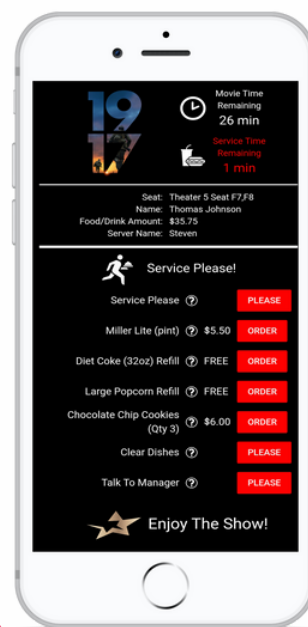 19
17
Movie Time
Remaining
26 min
Service Time
Remaining
1 min
Seat: Theater 5 Seat F7,F8
Name: Thomas Johnson
Food/Drink Amount: $35.75
Server Name: Steven
Service Please!
Service Please ? PLEASE
Miller Lite (pint) ? $5.50 ORDER
Diet Coke (32oz) Refill ? FREE ORDER
Large Popcorn Refill ? FREE ORDER
Chocolate Chip Cookies
(Qty 3) ? $6.00 ORDER
Clear Dishes ? PLEASE
Talk To Manager ? PLEASE
Enjoy The Show!